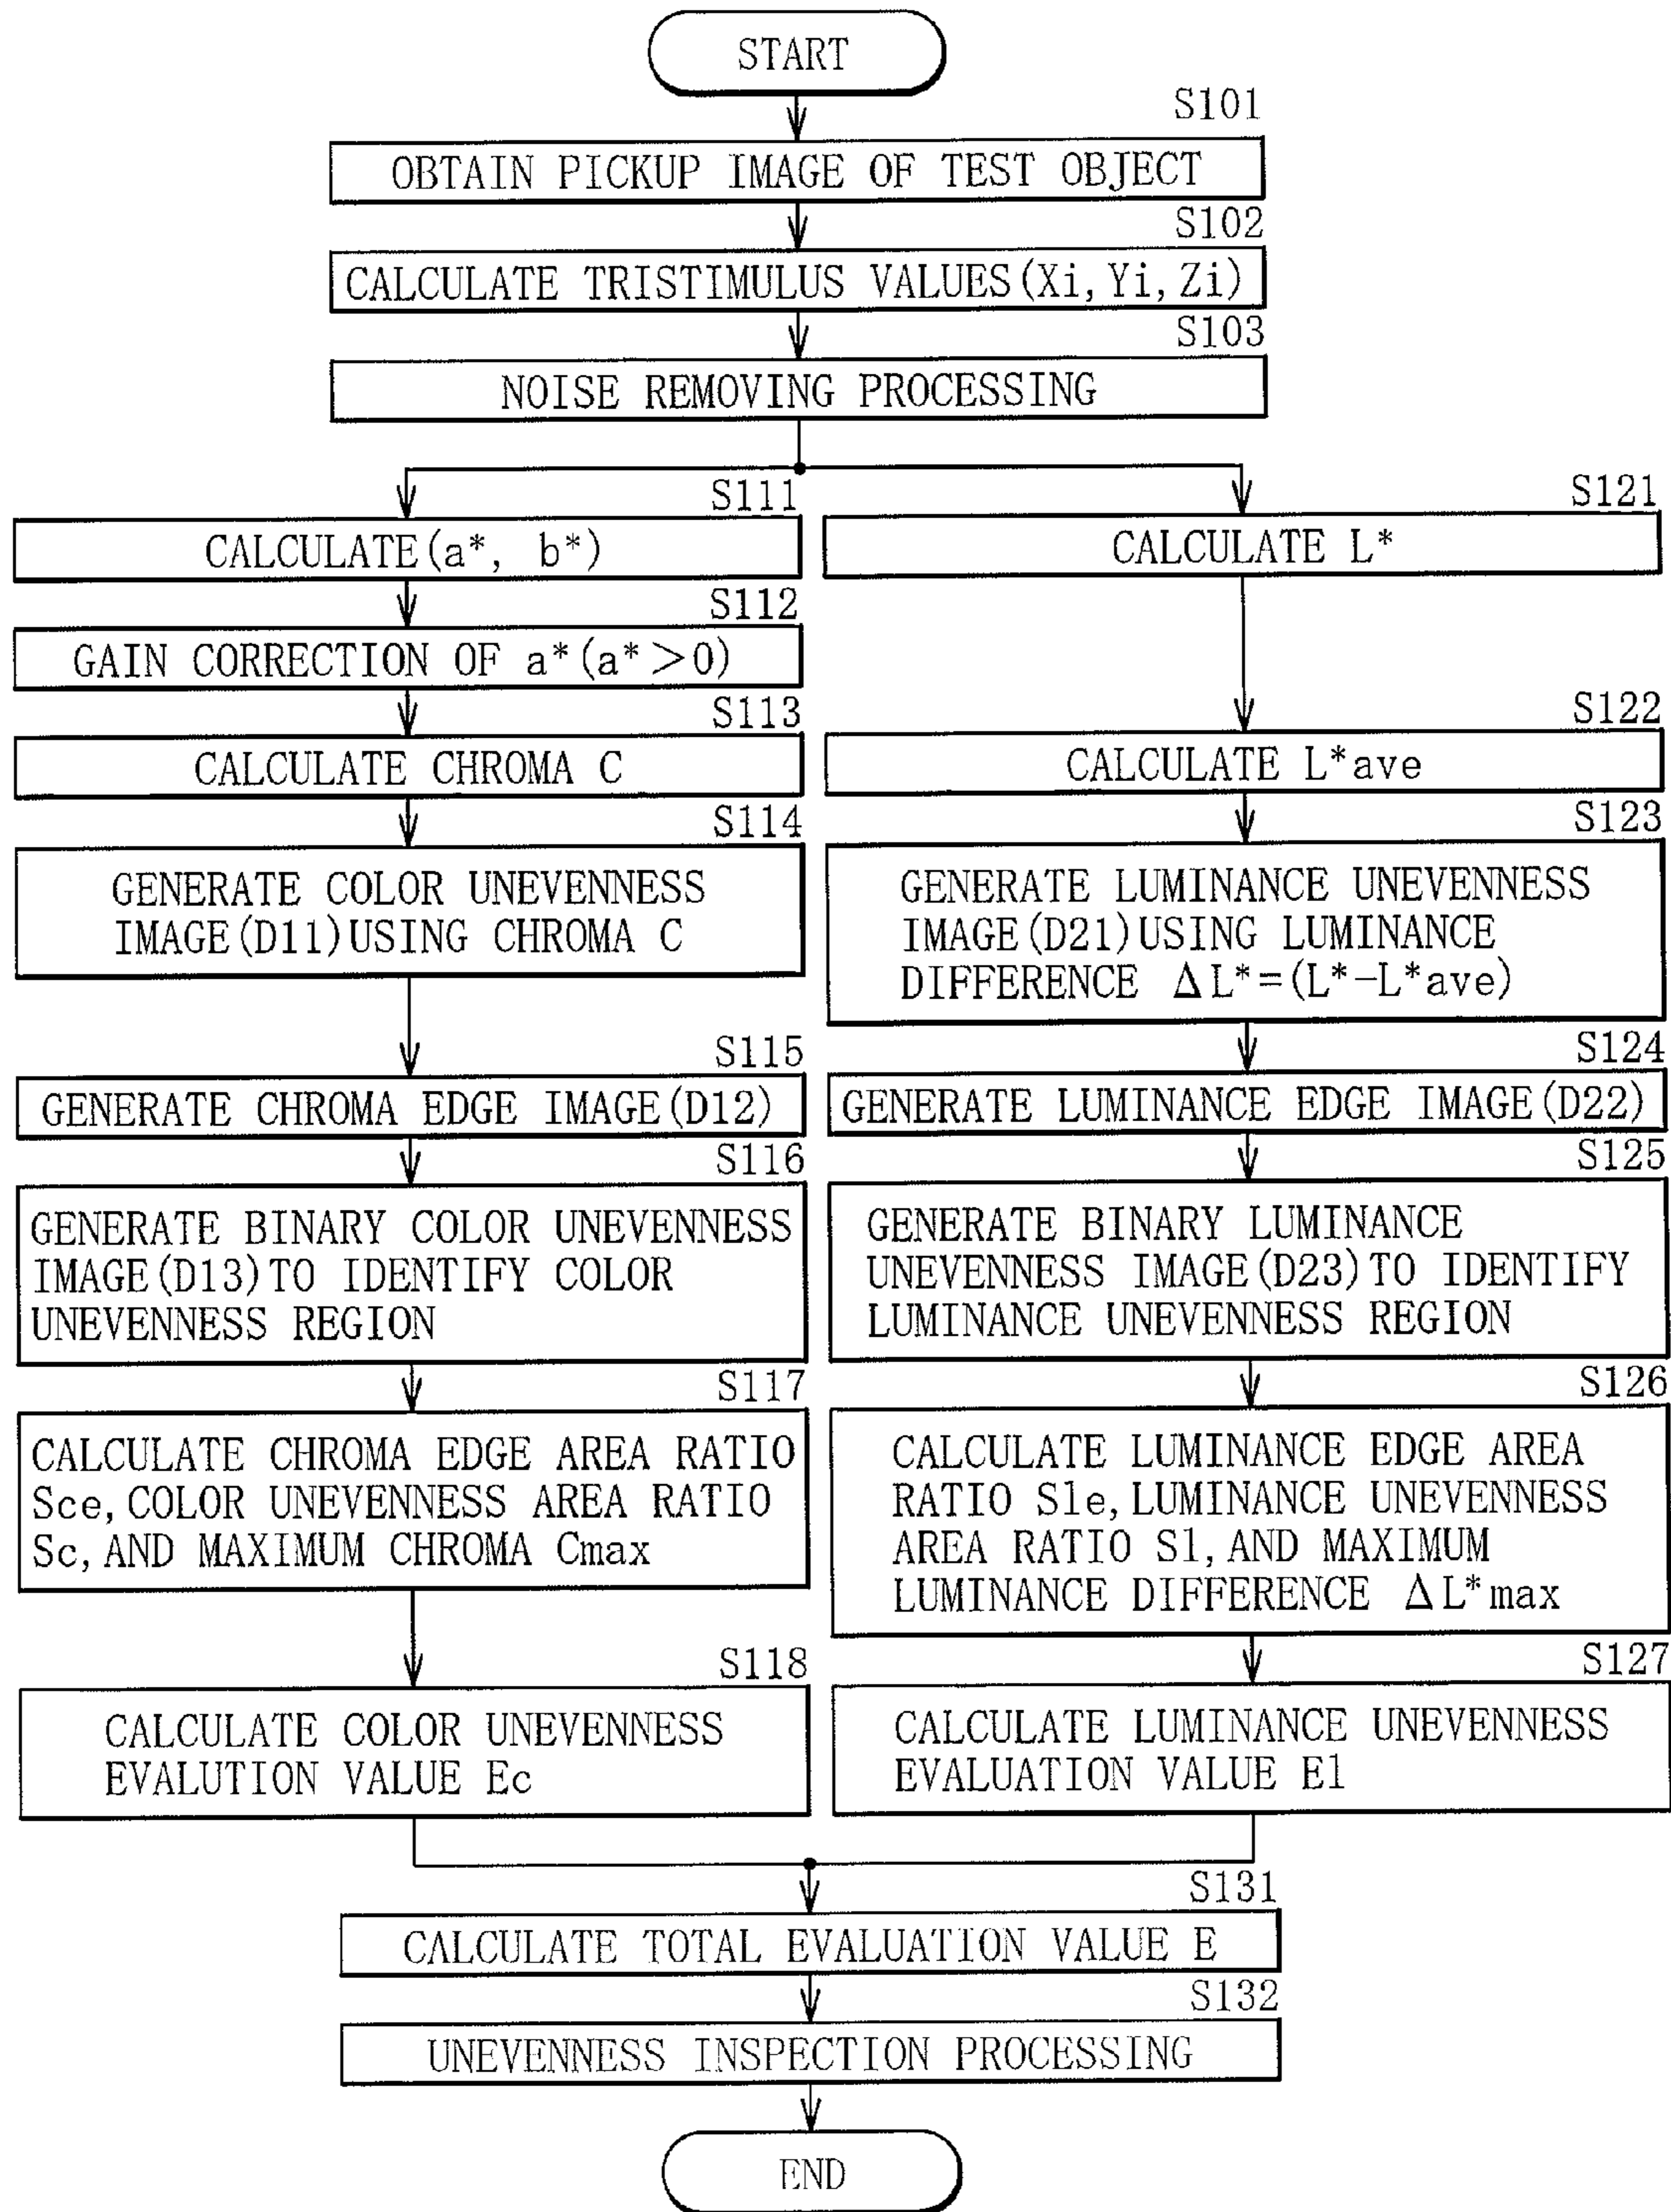 START
S101
OBTAIN PICKUP IMAGE OF TEST OBJECT
S102
CALCULATE TRISTIMULUS VALUES(Xi,Yi,Zi)
S103
NOISE REMOVING PROCESSING
S111
CALCULATE(a*, b*)
S112
GAIN CORRECTION OF a*(a*>0)
S113
CALCULATE CHROMA C
S114
GENERATE COLOR UNEVENNESS
IMAGE(D11)USING CHROMA C
S115
GENERATE CHROMA EDGE IMAGE(D12)
S116
GENERATE BINARY COLOR UNEVENNESS
IMAGE(D13)TO IDENTIFY COLOR
UNEVENNESS REGION
S117
CALCULATE CHROMA EDGE AREA RATIO
Sce,COLOR UNEVENNESS AREA RATIO
Sc,AND MAXIMUM CHROMA Cmax
S118
CALCULATE COLOR UNEVENNESS
EVALUTION VALUE Ec
S121
CALCULATE L*
S122
CALCULATE L*ave
S123
GENERATE LUMINANCE UNEVENNESS
IMAGE(D21)USING LUMINANCE
DIFFERENCE ΔL*=(L*-L*ave)
S124
GENERATE LUMINANCE EDGE IMAGE(D22)
S125
GENERATE BINARY LUMINANCE
UNEVENNESS IMAGE(D23)TO IDENTIFY
LUMINANCE UNEVENNESS REGION
S126
CALCULATE LUMINANCE EDGE AREA
RATIO Sle,LUMINANCE UNEVENNESS
AREA RATIO Sl,AND MAXIMUM
LUMINANCE DIFFERENCE ΔL*max
S127
CALCULATE LUMINANCE UNEVENNESS
EVALUATION VALUE El
S131
CALCULATE TOTAL EVALUATION VALUE E
S132
UNEVENNESS INSPECTION PROCESSING
END